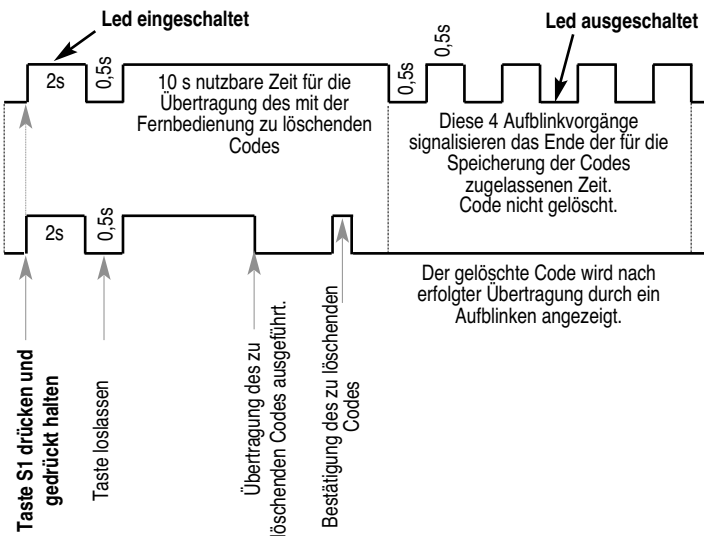 Led eingeschaltet
Led ausgeschaltet
2s
0,5s
10 s nutzbare Zeit für die
Übertragung des mit der
Fernbedienung zu löschenden
Codes
0,5s
0,5s
Diese 4 Aufblinkvorgänge
signalisieren das Ende der für die
Speicherung der Codes
zugelassenen Zeit.
Code nicht gelöscht.
2s
0,5s
Der gelöschte Code wird nach
erfolgter Übertragung durch ein
Aufblinken angezeigt.
Taste S1 drücken und
gedrückt halten
Taste loslassen
Übertragung des zu
löschenden Codes ausgeführt.
Bestätigung des zu löschenden
Codes